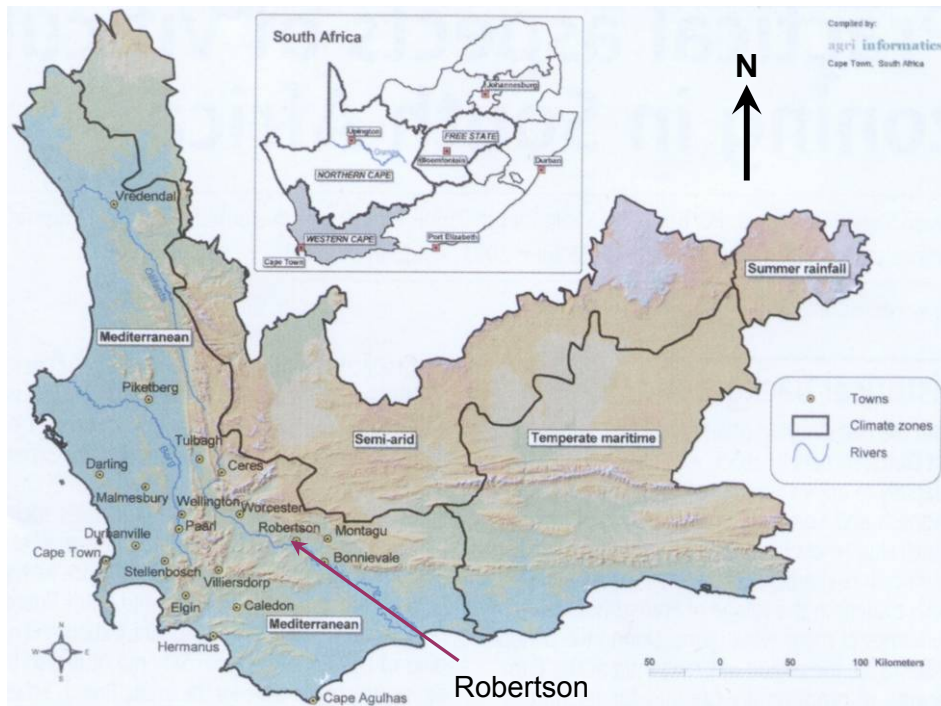 South Africa
Johannesburg
Upington
Orange
FREE STATE
Bloemfontein
Durban
NORTHERN CAPE
WESTERN CAPE
Port Elizabeth
Cape Town
Compiled by:
agri informatics
Cape Town, South Africa
N
Vredendal
Olifants
Summer rainfall
Mediterranean
Piketberg
Semi-arid
Temperate maritime
Towns
Climate zones
Rivers
Tulbagh
Berg
Ceres
Darling
Malmesbury
Wellington
Worcester
Durbanville
Paarl
Robertson
Montagu
Cape Town
Bonnievale
Stellenbosch
Villiersdorp
Elgin
Caledon
Mediterranean
Hermanus
Cape Agulhas
N
W E
S
50 0 50 100 Kilometers
Robertson